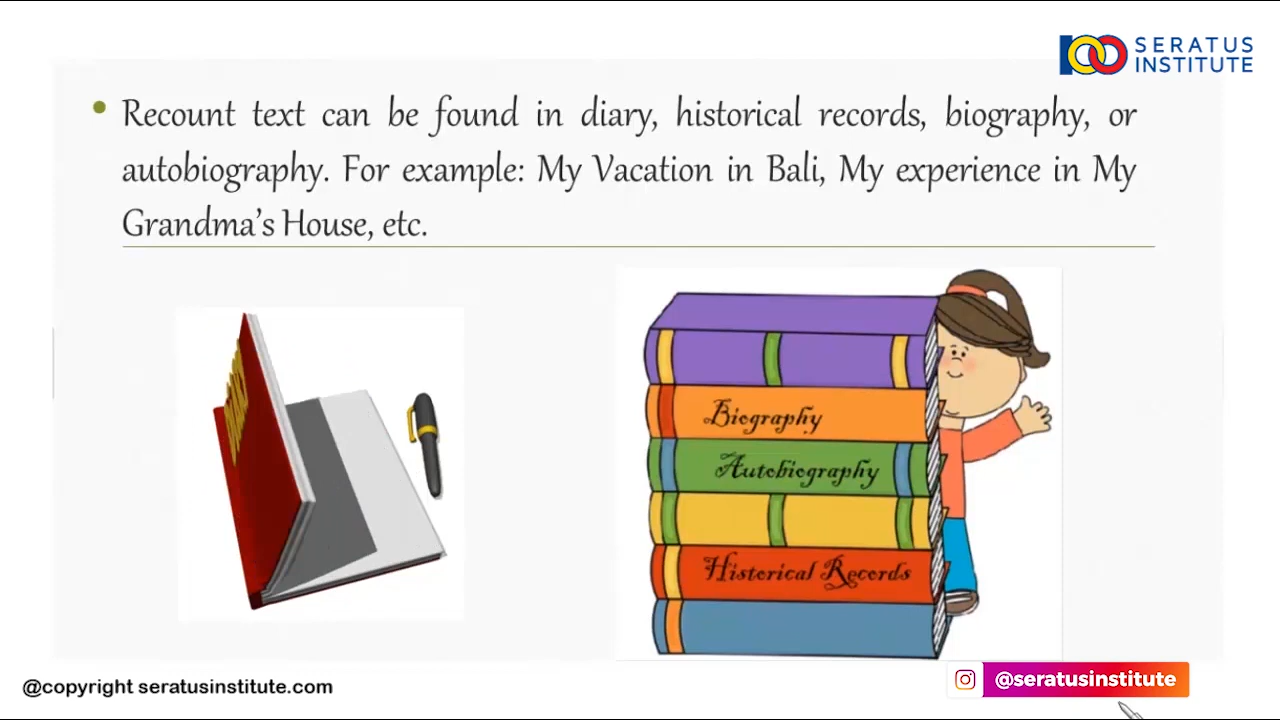 SERATUS
INSTITUTE
Recount text can be found in diary, historical records, biography, or
autobiography. For example: My Vacation in Bali, My experience in My
Grandma's House, etc.
Biography
Autobiography
Historical Records
@copyright seratusinstitute.com
@seratusinstitute